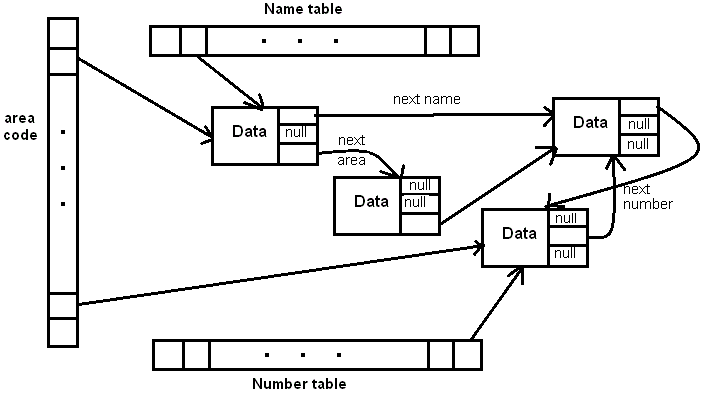 Name table
area
code
next name
Data
null
next
area
Data
null
null
Data
null
null
next
number
Data
null
null
Number table